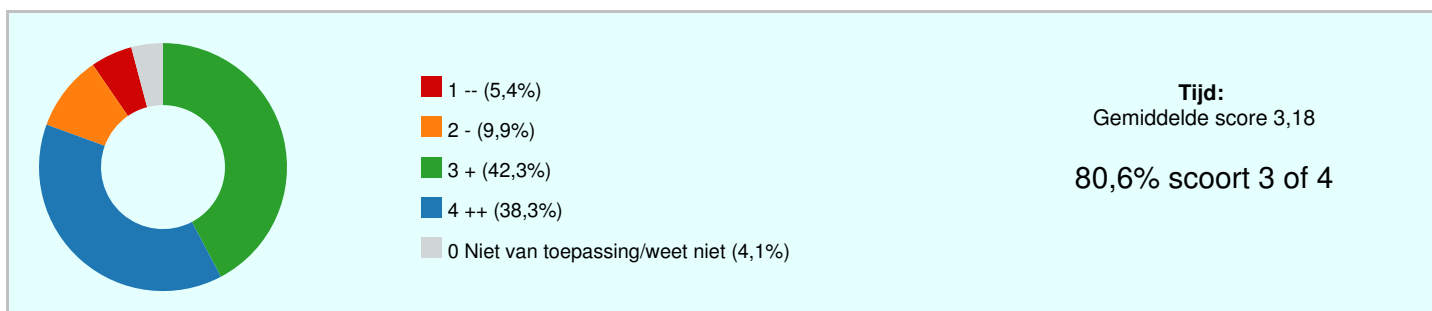 1 -- (5,4%)
2 - (9,9%)
3 + (42,3%)
4 ++ (38,3%)
0 Niet van toepassing/weet niet (4,1%)
Tijd:
Gemiddelde score 3,18
80,6% scoort 3 of 4